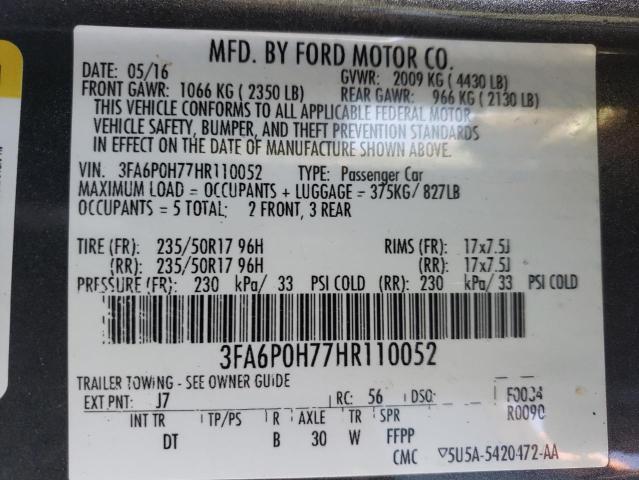 MFD. BY FORD MOTOR CO.
DATE: 05/16 GVWR: 2009 KG ( 4430 LB)
FRONT GAWR: 1066 KG ( 2350 LB) REAR GAWR: 966 KG ( 2130 LB)
THIS VEHICLE CONFORMS TO ALL APPLICABLE FEDERAL MOTOR
VEHICLE SAFETY, BUMPER, AND THEFT PREVENTION STANDARDS
IN EFFECT ON THE DATE OF MANUFACTURE SHOWN ABOVE.
VIN: 3FA6P0H77HR110052 TYPE: Passenger Car
MAXIMUM LOAD = OCCUPANTS + LUGGAGE = 375KG/ 827LB
OCCUPANTS = 5 TOTAL; 2 FRONT, 3 REAR
TIRE (FR): 235/50R17 96H RIMS (FR): 17x7.5J
(RR): 235/50R17 96H (RR): 17x7.5J
PRESSURE (FR): 230 kPa/ 33 PSI COLD (RR): 230 kPa/ 33 PSI COLD
3FA6P0H77HR110052
TRAILER TOWING - SEE OWNER GUIDE
EXT PNT: J7 RC: 56 DSO: F0034
R0090
INT TR TP/PS R AXLE TR SPR
DT B 30 W FFPP
CMC ▽5U5A-5420472-AA